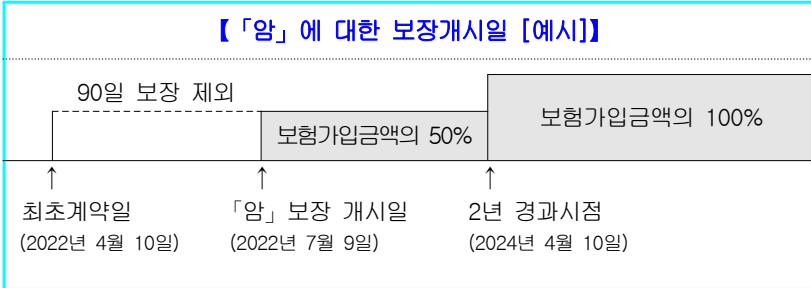 【「암」에 대한 보장개시일 [예시]】
90일 보장 제외
보험가입금액의 50%
보험가입금액의 100%
↑ ↑ ↑
최초계약일 「암」보장 개시일 2년 경과시점
(2022년 4월 10일) (2022년 7월 9일) (2024년 4월 10일)